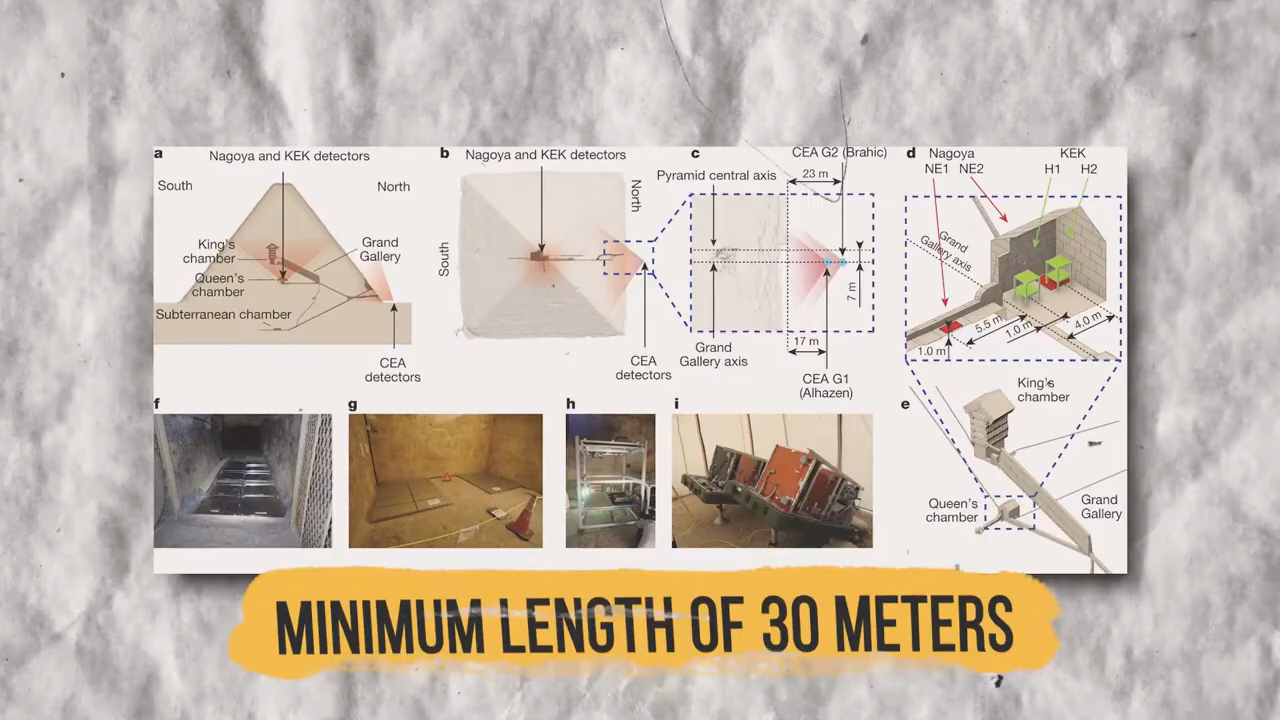 a
Nagoya and KEK detectors
South
North
King's
chamber
Grand
Gallery
Queen's
chamber
Subterranean chamber
CEA
detectors
b
Nagoya and KEK detectors
North
South
CEA
detectors
c
CEA G2 (Brahic)
Pyramid central axis
23 m
7 m
Grand
Gallery axis
17 m
CEA G1
(Alhazen)
d
Nagoya
NE1 NE2
KEK
H1 H2
Grand
Gallery axis
5.5 m
1.0 m
4.0 m
1.0 m
f
g
h
i
e
King's
chamber
Queen's
chamber
Grand
Gallery
MINIMUM LENGTH OF 30 METERS